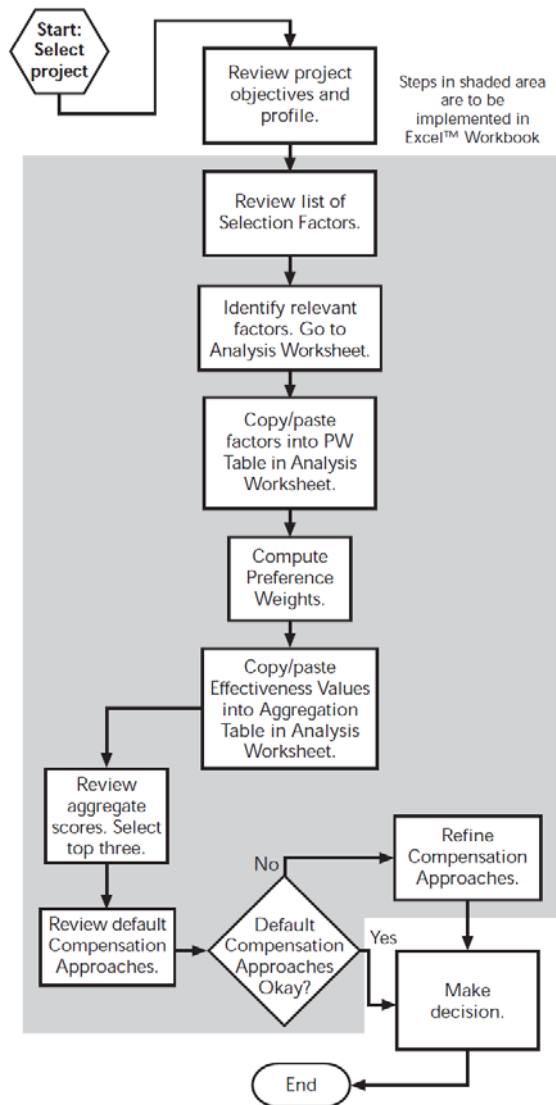 Start:
Select
project
Review project
objectives and
profile.
Steps in shaded area
are to be
implemented in
Excel™ Workbook
Review list of
Selection Factors.
Identify relevant
factors. Go to
Analysis Worksheet.
Copy/paste
factors into PW
Table in Analysis
Worksheet.
Compute
Preference
Weights.
Copy/paste
Effectiveness Values
into Aggregation
Table in Analysis
Worksheet.
Review
aggregate
scores. Select
top three.
Review default
Compensation
Approaches.
Default
Compensation
Approaches
Okay?
No
Refine
Compensation
Approaches.
Yes
Make
decision.
End